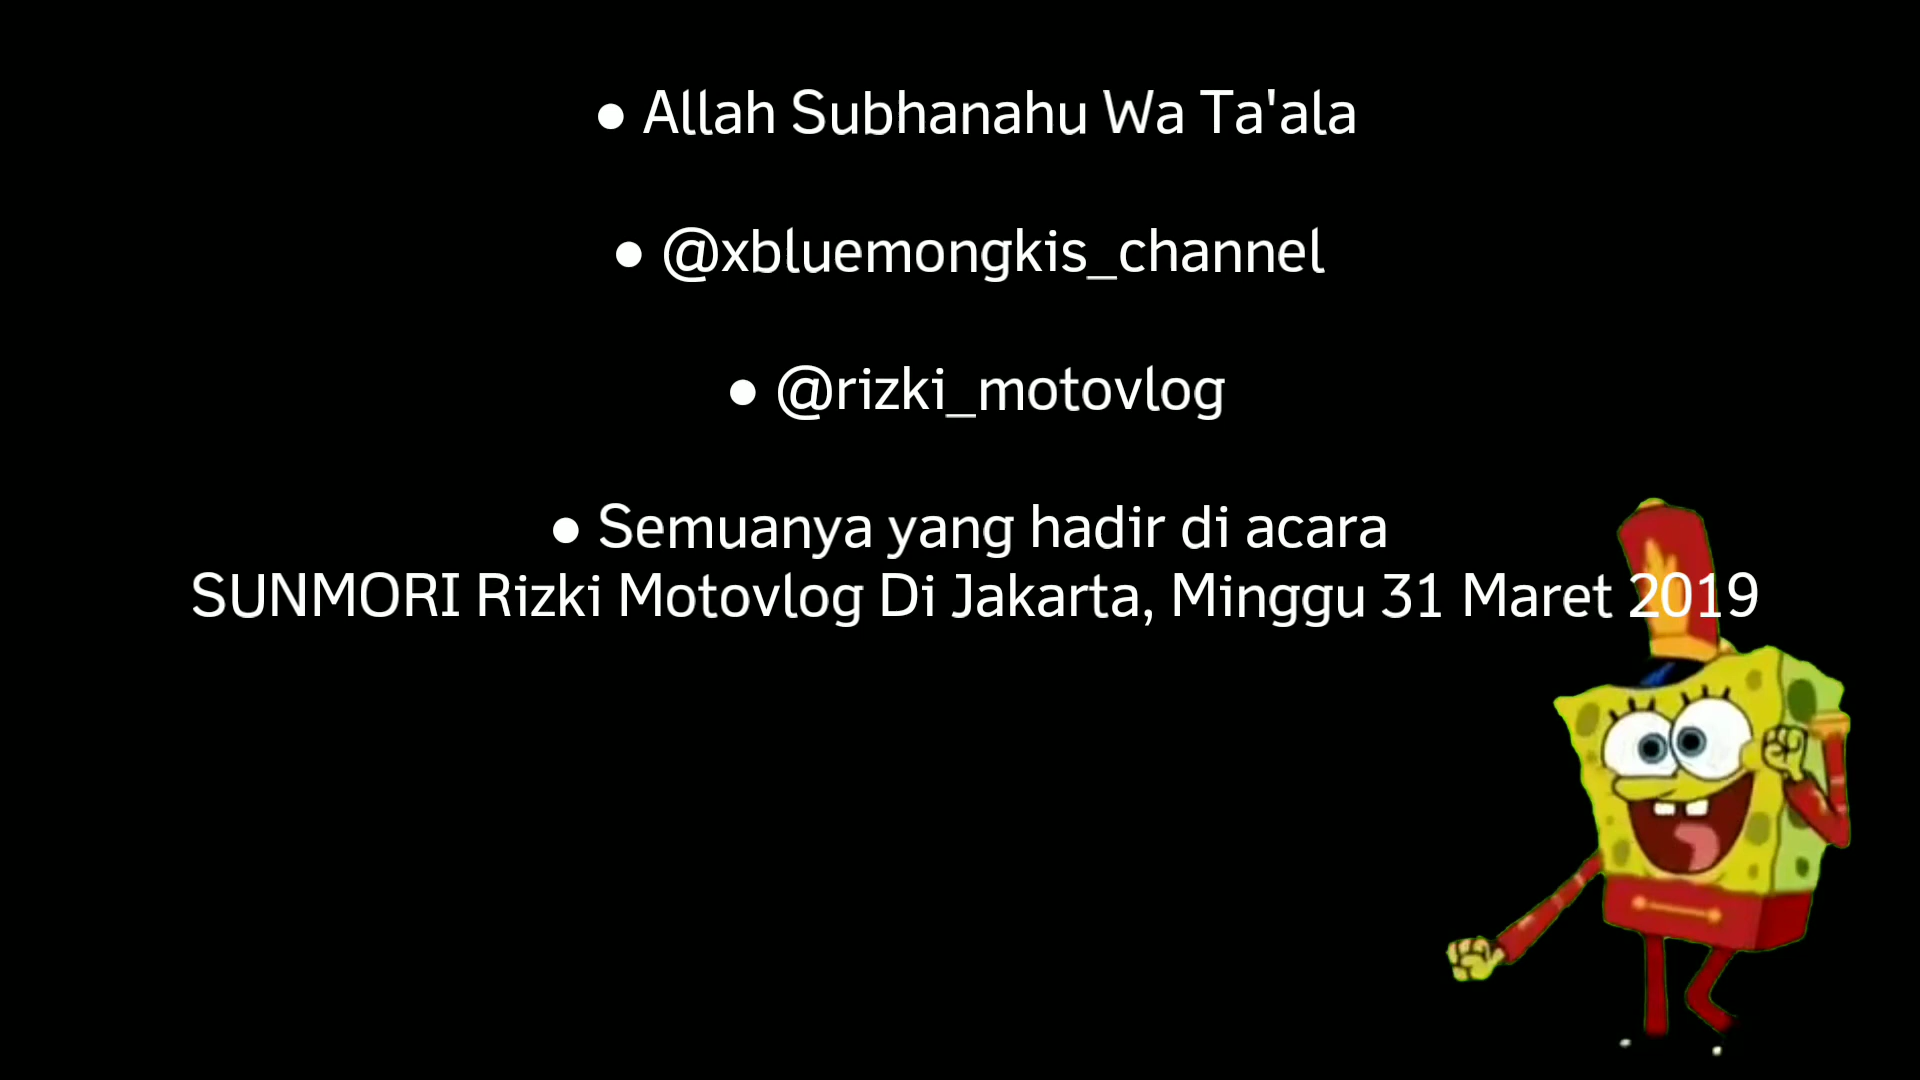 ● Allah Subhanahu Wa Ta'ala
● @xbluemongkis_channel
● @rizki_motovlog
● Semuanya yang hadir di acara
SUNMORI Rizki Motovlog Di Jakarta, Minggu 31 Maret 2019